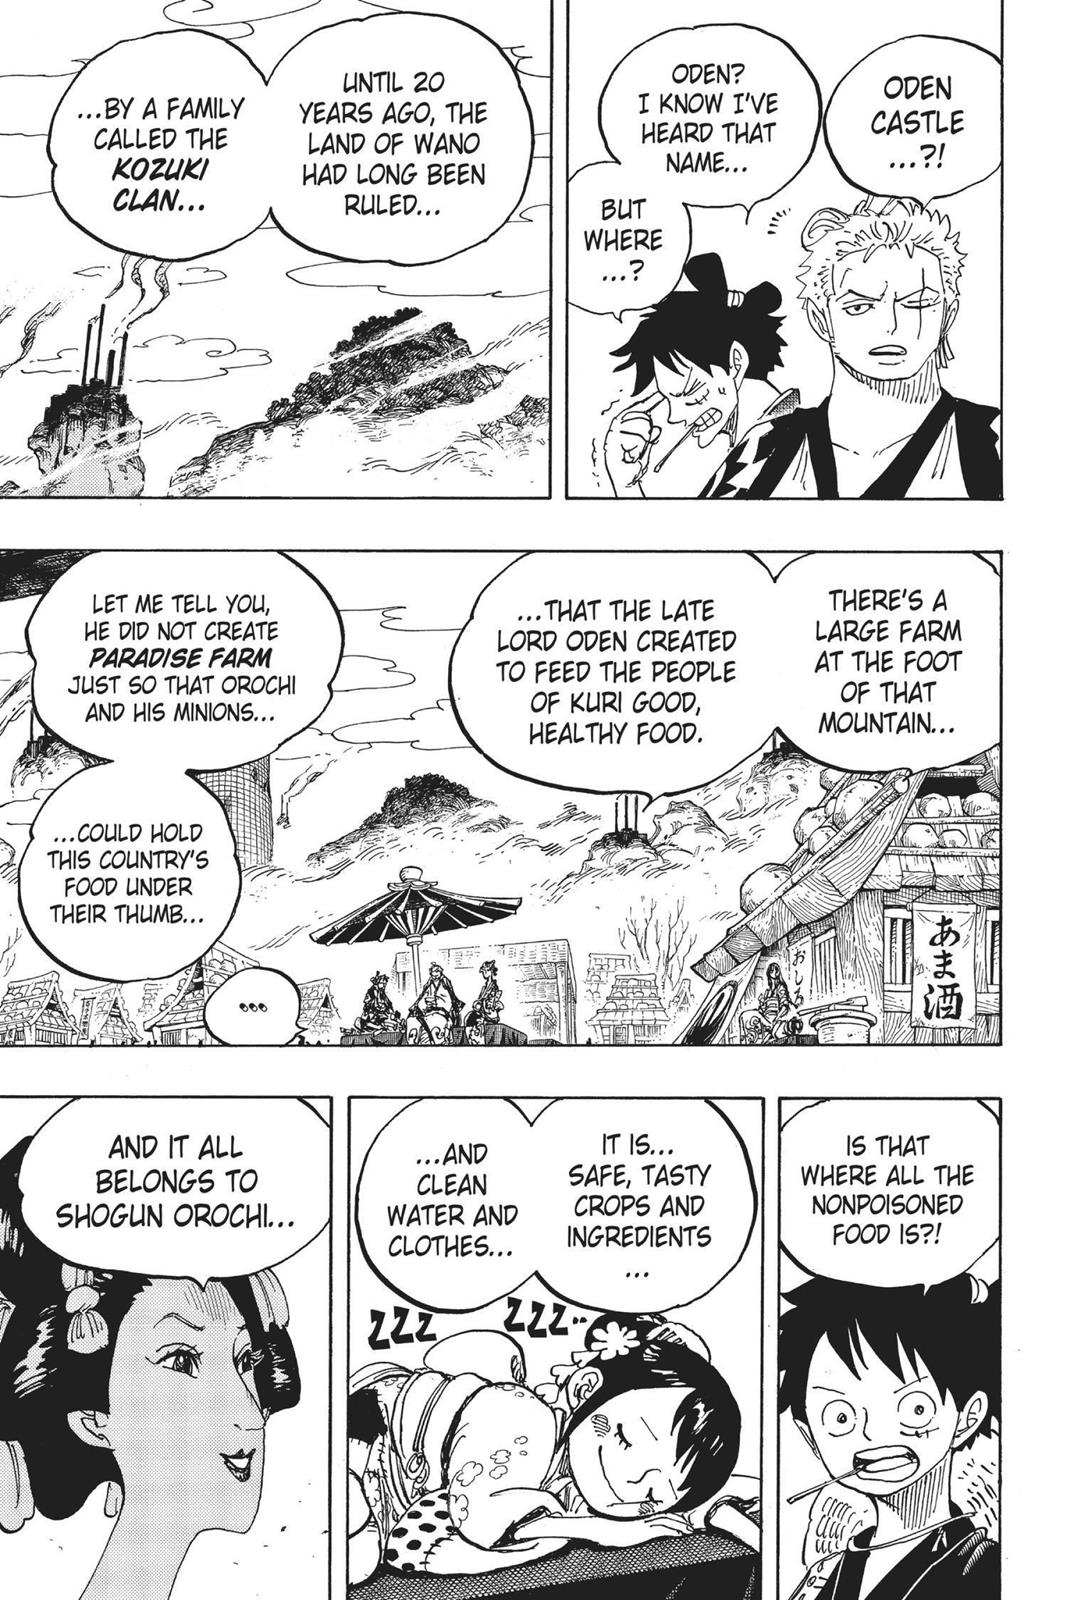 ODEN
CASTLE
...?!
ODEN?
I KNOW I'VE
HEARD THAT
NAME...
BUT
WHERE
...?
UNTIL 20
YEARS AGO, THE
LAND OF WANO
HAD LONG BEEN
RULED...
...BY A FAMILY
CALLED THE
KOZUKI
CLAN...
THERE'S A
LARGE FARM
AT THE FOOT
OF THAT
MOUNTAIN...
...THAT THE LATE
LORD ODEN CREATED
TO FEED THE PEOPLE
OF KURI GOOD,
HEALTHY FOOD.
LET ME TELL YOU,
HE DID NOT CREATE
PARADISE FARM
JUST SO THAT OROCHI
AND HIS MINIONS...
...COULD HOLD
THIS COUNTRY'S
FOOD UNDER
THEIR THUMB...
...
あま酒
おしるこ
IS THAT
WHERE ALL THE
NONPOISONED
FOOD IS?!
IT IS...
SAFE, TASTY
CROPS AND
INGREDIENTS
...
...AND
CLEAN
WATER AND
CLOTHES...
ZZZ
ZZZ..
AND IT ALL
BELONGS TO
SHOGUN OROCHI...